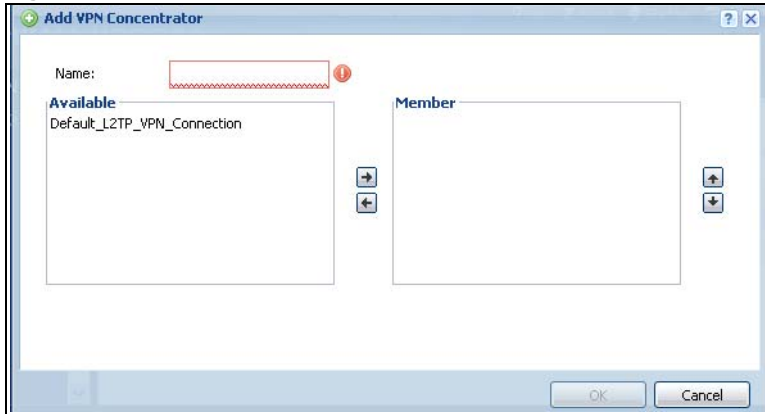 Add VPN Concentrator
Name:
Available
Member
Default_L2TP_VPN_Connection
OK
Cancel